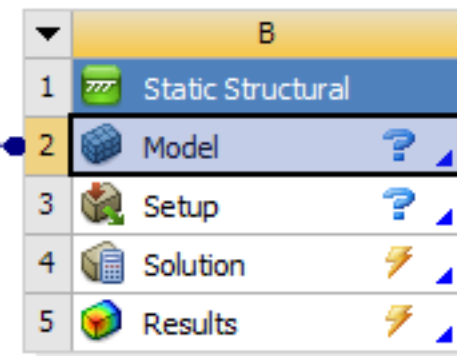 B
1 Static Structural
2 Model
3 Setup
4 Solution
5 Results